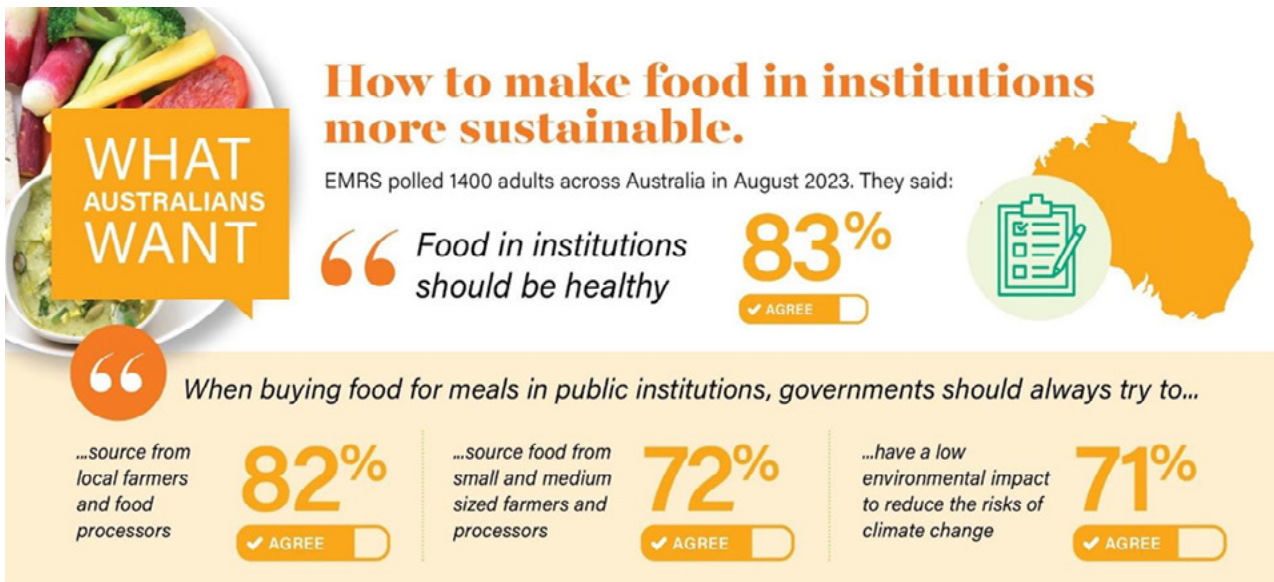 WHAT
AUSTRALIANS
WANT
How to make food in institutions
more sustainable.
EMRS polled 1400 adults across Australia in August 2023. They said:
“ Food in institutions
should be healthy
83%
✓ AGREE
“ When buying food for meals in public institutions, governments should always try to...
...source from
local farmers
and food
processors
82%
✓ AGREE
...source food from
small and medium
sized farmers and
processors
72%
✓ AGREE
...have a low
environmental impact
to reduce the risks of
climate change
71%
✓ AGREE